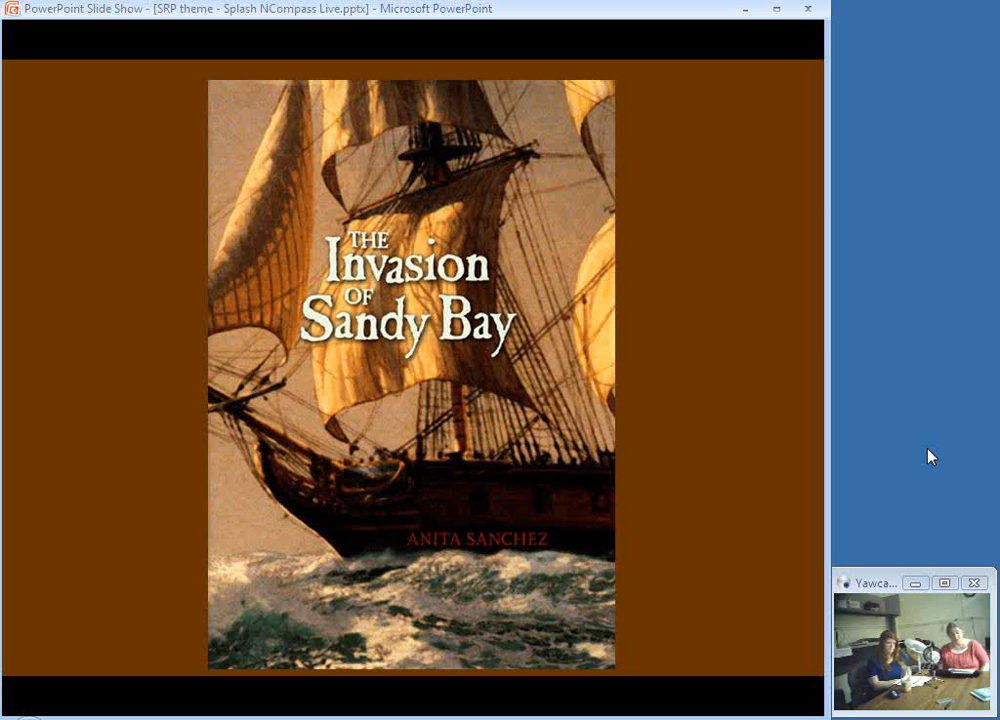 PowerPoint Slide Show - [SRP theme - Splash NCompass Live.pptx] - Microsoft PowerPoint
THE
Invasion
OF
Sandy Bay
ANITA SANCHEZ
Yawca...